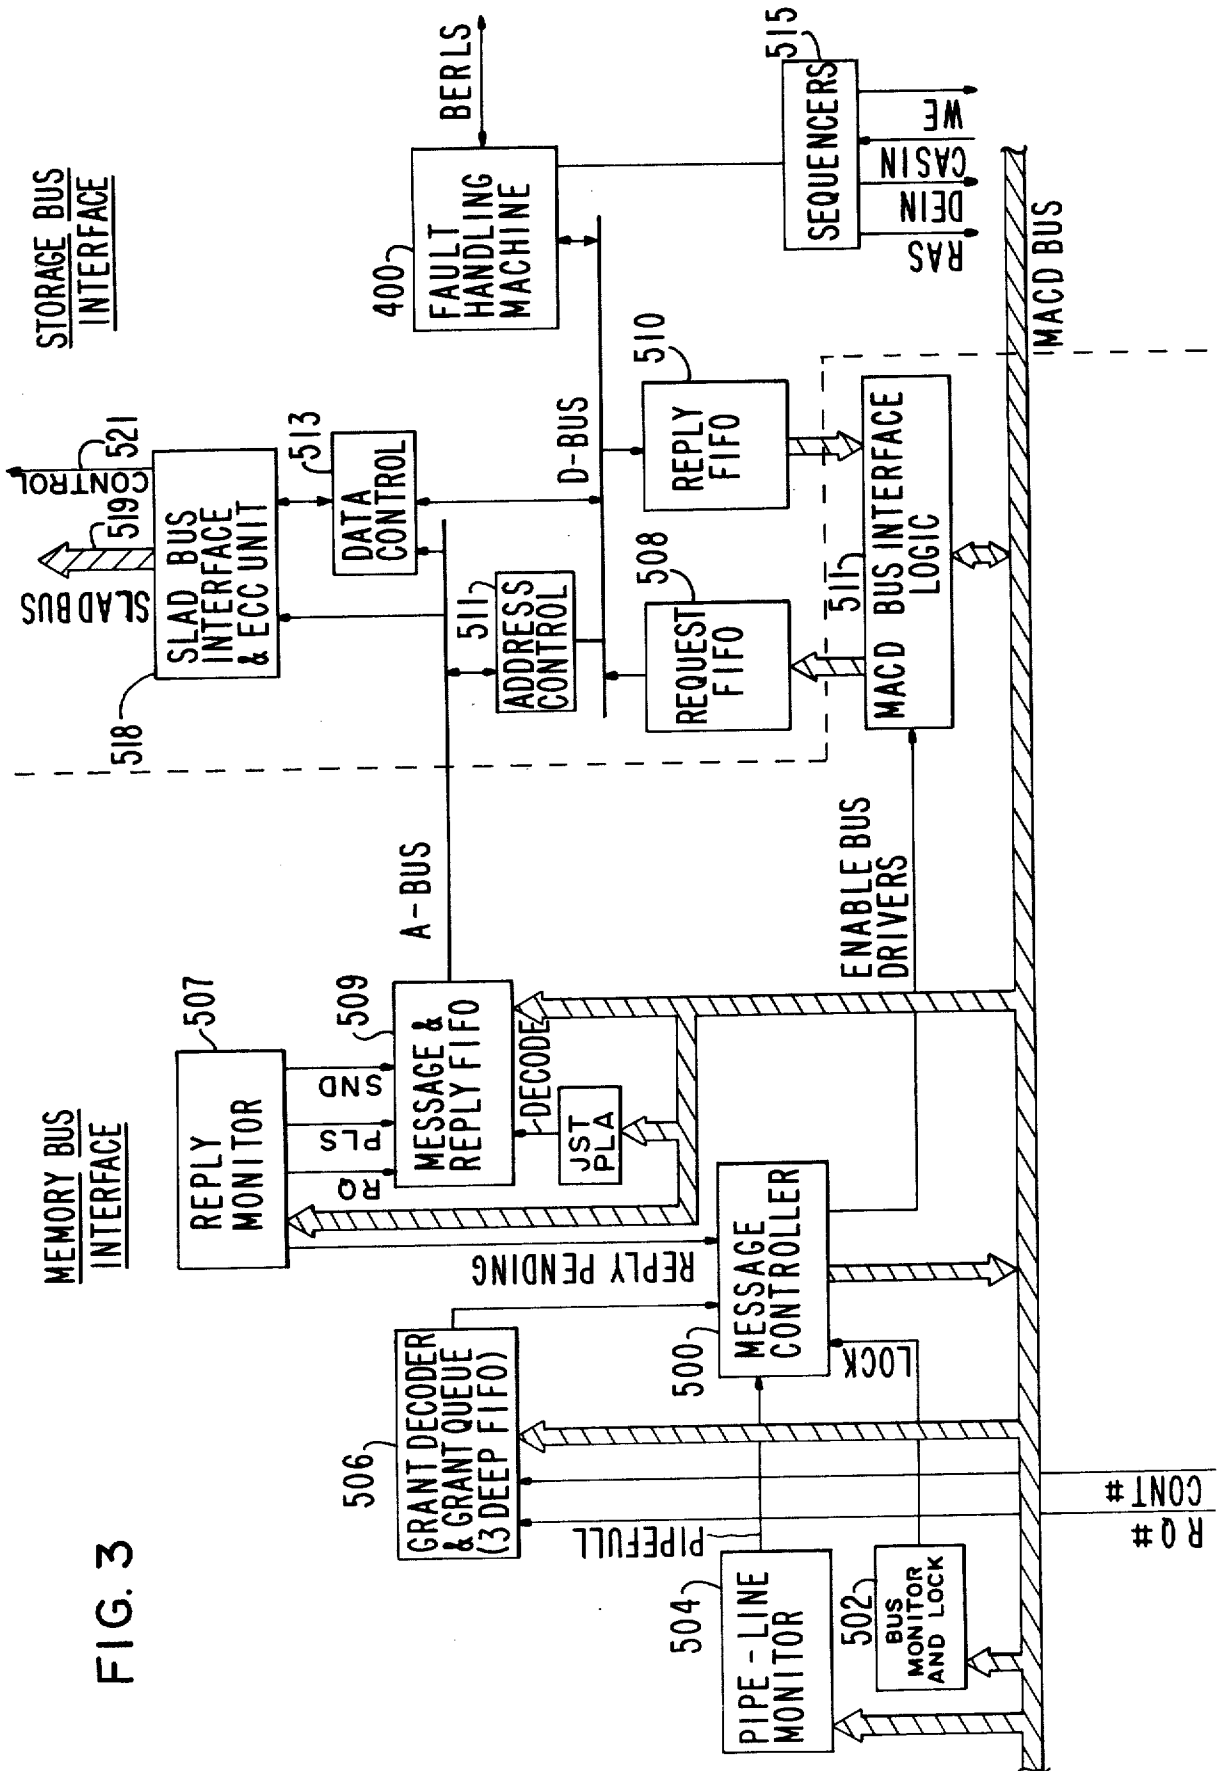 FIG. 3
MEMORY BUS
INTERFACE
STORAGE BUS
INTERFACE
507
REPLY
MONITOR
RQ
PLS
SND
509
MESSAGE &
REPLY FIFO
DECODE
JST
PLA
A-BUS
506
GRANT DECODER
& GRANT QUEUE
(3 DEEP FIFO)
REPLY PENDING
500
MESSAGE
CONTROLLER
LOCK
PIPEFULL
504
PIPE-LINE
MONITOR
502
BUS
MONITOR
AND LOCK
RQ#
CONT#
ENABLE BUS
DRIVERS
SLAD BUS
519
CONTROL
521
518
SLAD BUS
INTERFACE
& ECC UNIT
513
DATA
CONTROL
511
ADDRESS
CONTROL
D-BUS
508
REQUEST
FIFO
510
REPLY
FIFO
511
MACD BUS INTERFACE
LOGIC
400
FAULT
HANDLING
MACHINE
BERLS
515
SEQUENCERS
RAS
DEIN
CASIN
WE
MACD BUS